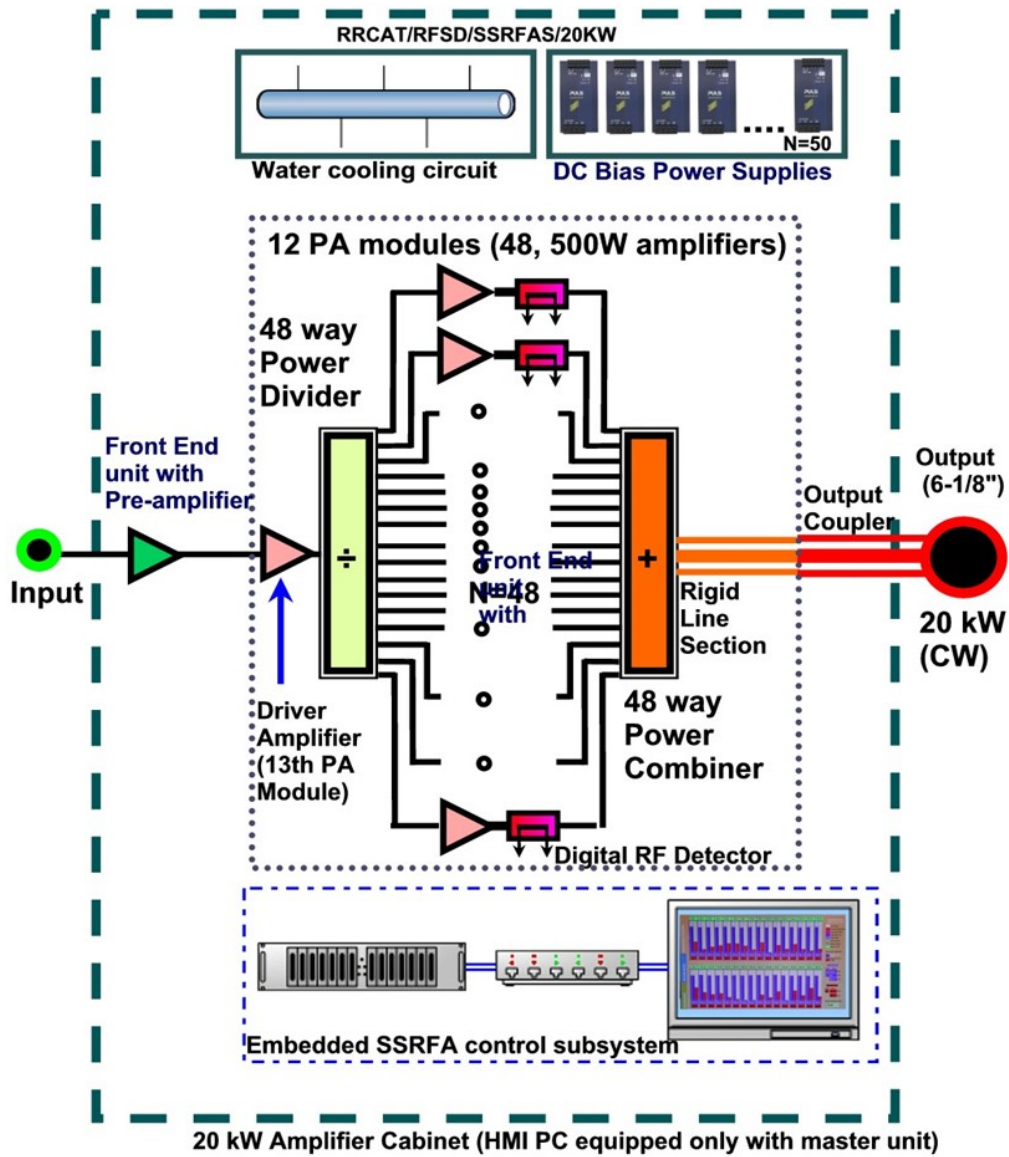 RRCAT/RFSD/SSRFAS/20KW
N=50
Water cooling circuit
DC Bias Power Supplies
12 PA modules (48, 500W amplifiers)
48 way
Power
Divider
Front End
unit with
Pre-amplifier
Input
÷
Front End
unit
with
N=48
+
Rigid
Line
Section
Output
Coupler
Output
(6-1/8")
20 kW
(CW)
Driver
Amplifier
(13th PA
Module)
48 way
Power
Combiner
Digital RF Detector
Embedded SSRFA control subsystem
20 kW Amplifier Cabinet (HMI PC equipped only with master unit)